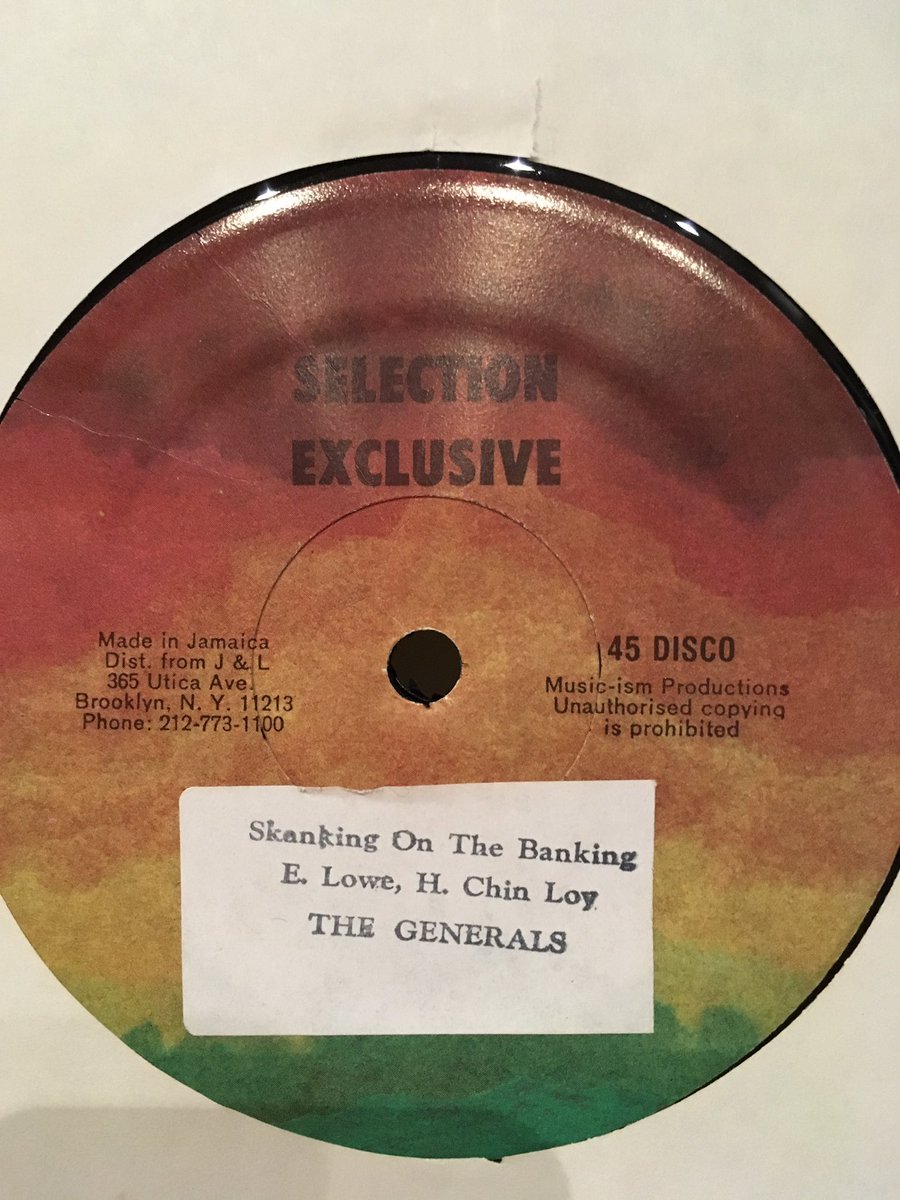 SELECTION
EXCLUSIVE
Made in Jamaica
Dist. from J & L
365 Utica Ave.
Brooklyn, N. Y. 11213
Phone: 212-773-1100
45 DISCO
Music-ism Productions
Unauthorised copying
is prohibited
Skanking On The Banking
E. Lowe, H. Chin Loy
THE GENERALS